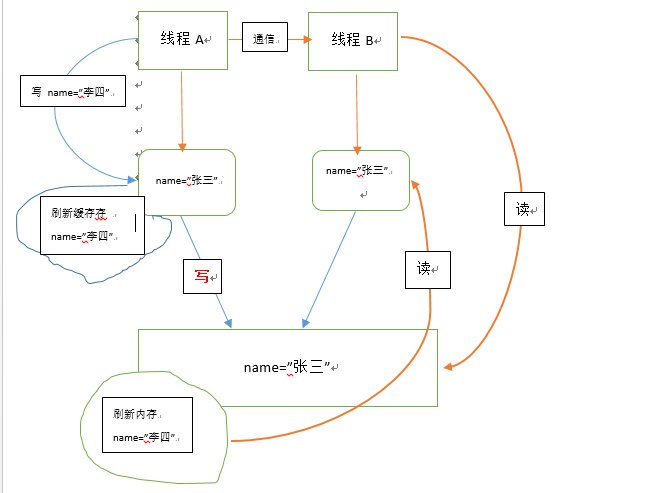 线程 A
通信
线程 B
写 name="李四"
name="张三"
name="张三"
刷新缓存存
name="李四"
读
写
读
name="张三"
刷新内存
name="李四"